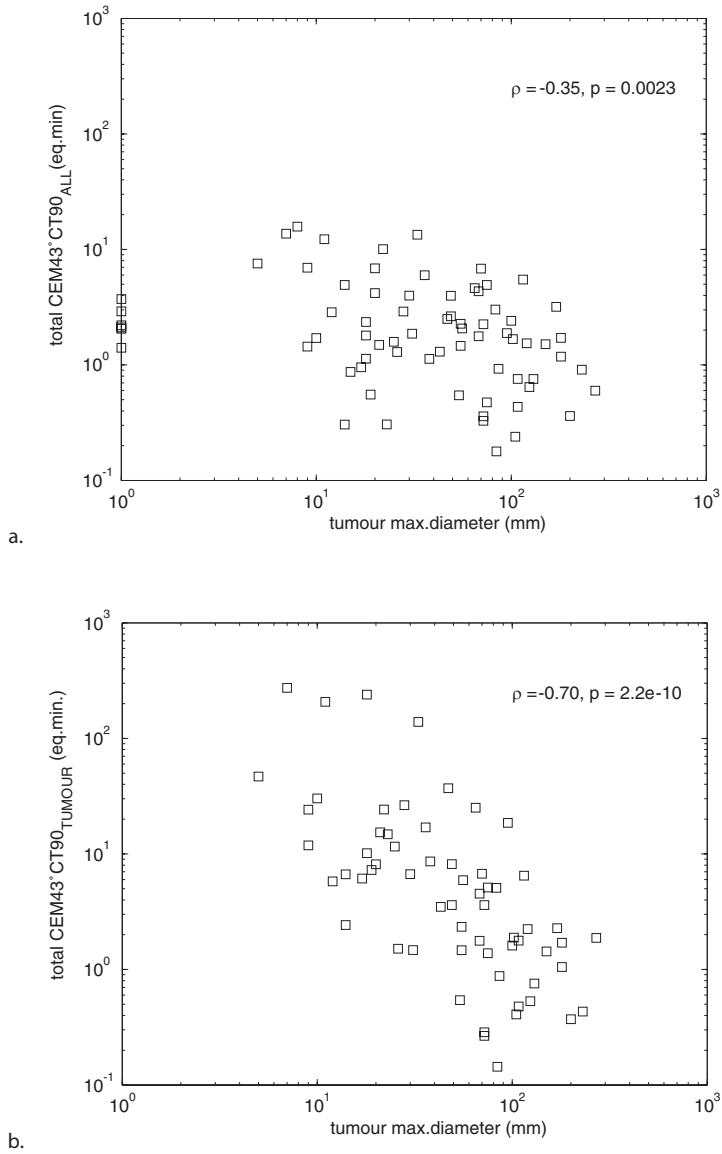 10³
ρ = -0.35, p = 0.0023
10²
total CEM43°CT90ALL(eq.min)
10¹
10⁰
10⁻¹
10⁰ 10¹ 10² 10³
tumour max.diameter (mm)
a.
10³
ρ = -0.70, p = 2.2e-10
10²
total CEM43°CT90TUMOUR (eq.min.)
10¹
10⁰
10⁻¹
10⁰ 10¹ 10² 10³
tumour max.diameter (mm)
b.